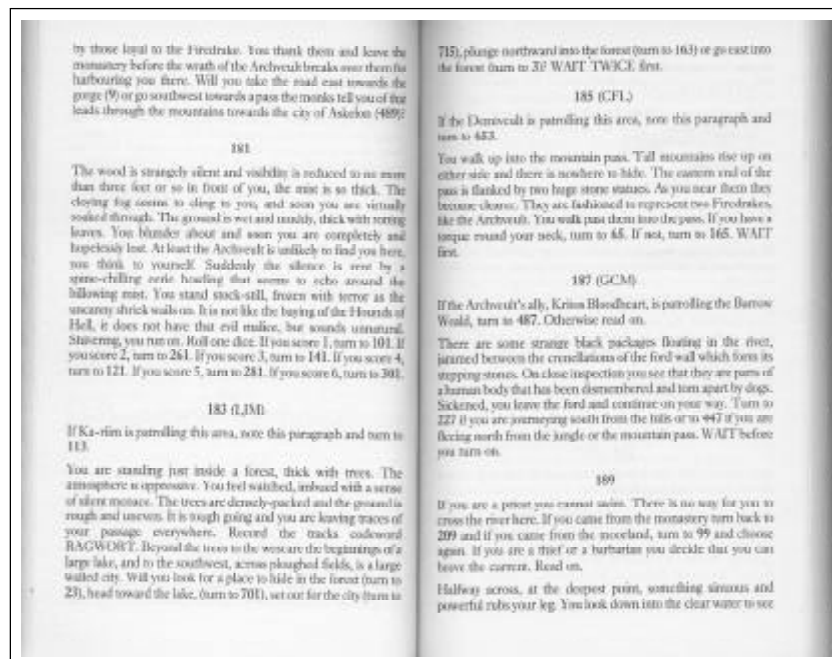 by those loyal to the Firedrake. You thank them and leave the
monastery before the wrath of the Archveult breaks over them for
harbouring you there. Will you take the road east towards the
gorge (9) or go southwest towards a pass the monks tell you of that
leads through the mountains towards the city of Askelon (489)?
181
The wood is strangely silent and visibility is reduced to no more
than three feet or so in front of you, the mist is so thick. The
cloying fog seems to cling to you, and soon you are virtually
soaked through. The ground is wet and muddy, thick with rotting
leaves. You blunder about and soon you are completely and
hopelessly lost. At least the Archveult is unlikely to find you here,
you think to yourself. Suddenly the silence is rent by a
spine-chilling eerie howling that seems to echo around the
billowing mist. You stand stock-still, frozen with terror as the
uncanny shriek wails on. It is not like the baying of the Hounds of
Hell, it does not have that evil malice, but sounds unnatural.
Shivering, you run on. Roll one dice. If you score 1, turn to 101. If
you score 2, turn to 261. If you score 3, turn to 141. If you score 4,
turn to 121. If you score 5, turn to 281. If you score 6, turn to 301.
183 (LJM)
If Ka-riim is patrolling this area, note this paragraph and turn to
113.
You are standing just inside a forest, thick with trees. The
atmosphere is oppressive. You feel watched, imbued with a sense
of silent menace. The trees are densely-packed and the ground is
rough and uneven. It is tough going and you are leaving traces of
your passage everywhere. Record the tracks codeword
RAGWORT. Beyond the trees to the west are the beginnings of a
large lake, and to the southwest, across ploughed fields, is a large
walled city. Will you look for a place to hide in the forest (turn to
23), head toward the lake, (turn to 701), set out for the city (turn to
715), plunge northward into the forest (turn to 163) or go east into
the forest (turn to 3)? WAIT TWICE first.
185 (CFL)
If the Demiveult is patrolling this area, note this paragraph and
turn to 653.
You walk up into the mountain pass. Tall mountains rise up on
either side and there is nowhere to hide. The eastern end of the
pass is flanked by two huge stone statues. As you near them they
become clearer. They are fashioned to represent two Firedrakes,
like the Archveult. You walk past them into the pass. If you have a
torque round your neck, turn to 65. If not, turn to 165. WAIT
first.
187 (GCM)
If the Archveult's ally, Bloodheart, is patrolling the Barrow
Weald, turn to 487. Otherwise read on.
There are some strange black packages floating in the river,
jammed between the crenellations of the ford wall which form its
stepping stones. On close inspection you see that they are parts of
a human body that has been dismembered and torn apart by dogs.
Sickened, you leave the ford and continue on your way. Turn to
227 if you are journeying south from the hills or to 447 if you are
fleeing north from the jungle or the mountain pass. WAIT before
you turn on.
189
If you are a priest you cannot swim. There is no way for you to
cross the river here. If you came from the monastery turn back to
209 and if you came from the moorland, turn to 99 and choose
again. If you are a thief or a barbarian you decide that you can
brave the current. Read on.
Halfway across, at the deepest point, something sinuous and
powerful rubs your leg. You look down into the clear water to see